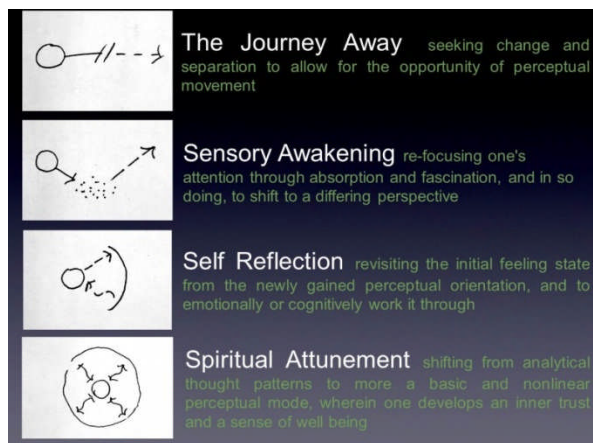 The Journey Away seeking change and
separation to allow for the opportunity of perceptual
movement
Sensory Awakening re-focusing one's
attention through absorption and fascination, and in so
doing, to shift to a differing perspective
Self Reflection revisiting the initial feeling state
from the newly gained perceptual orientation, and to
emotionally or cognitively work it through
Spiritual Attunement shifting from analytical
thought patterns to more a basic and nonlinear
perceptual mode, wherein one develops an inner trust
and a sense of well being